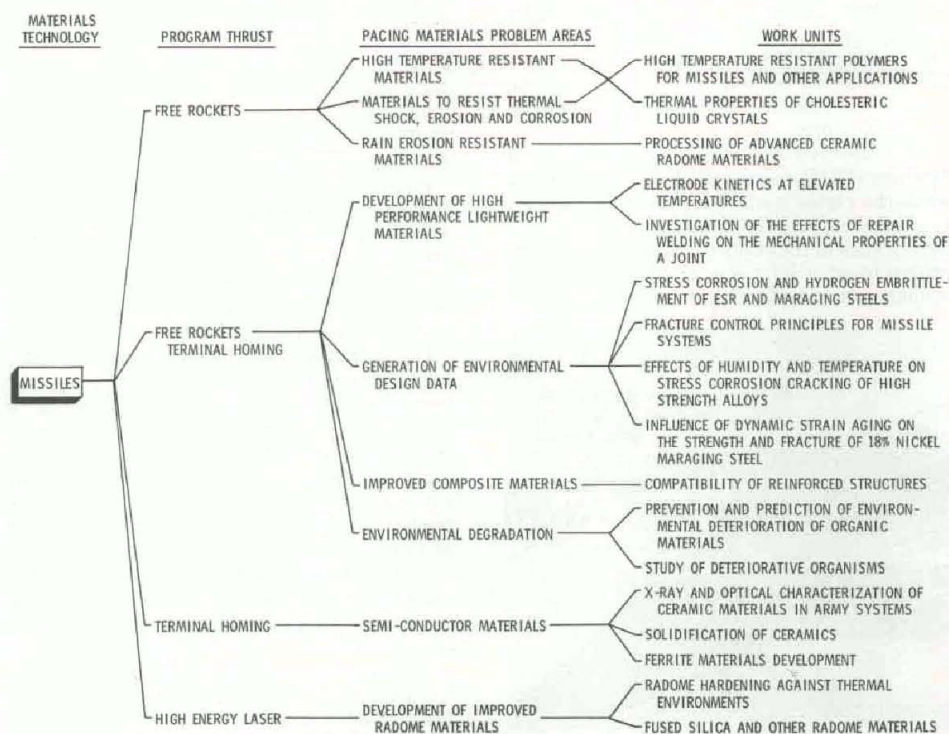 MATERIALS
TECHNOLOGY
PROGRAM THRUST
PACING MATERIALS PROBLEM AREAS
WORK UNITS
MISSILES
FREE ROCKETS
HIGH TEMPERATURE RESISTANT
MATERIALS
MATERIALS TO RESIST THERMAL
SHOCK, EROSION AND CORROSION
RAIN EROSION RESISTANT
MATERIALS
HIGH TEMPERATURE RESISTANT POLYMERS
FOR MISSILES AND OTHER APPLICATIONS
THERMAL PROPERTIES OF CHOLESTERIC
LIQUID CRYSTALS
PROCESSING OF ADVANCED CERAMIC
RADOME MATERIALS
FREE ROCKETS
TERMINAL HOMING
DEVELOPMENT OF HIGH
PERFORMANCE LIGHTWEIGHT
MATERIALS
ELECTRODE KINETICS AT ELEVATED
TEMPERATURES
INVESTIGATION OF THE EFFECTS OF REPAIR
WELDING ON THE MECHANICAL PROPERTIES OF
A JOINT
GENERATION OF ENVIRONMENTAL
DESIGN DATA
STRESS CORROSION AND HYDROGEN EMBRITTLE-
MENT OF ESR AND MARAGING STEELS
FRACTURE CONTROL PRINCIPLES FOR MISSILE
SYSTEMS
EFFECTS OF HUMIDITY AND TEMPERATURE ON
STRESS CORROSION CRACKING OF HIGH
STRENGTH ALLOYS
INFLUENCE OF DYNAMIC STRAIN AGING ON
THE STRENGTH AND FRACTURE OF 18% NICKEL
MARAGING STEEL
IMPROVED COMPOSITE MATERIALS
COMPATIBILITY OF REINFORCED STRUCTURES
ENVIRONMENTAL DEGRADATION
PREVENTION AND PREDICTION OF ENVIRON-
MENTAL DETERIORATION OF ORGANIC
MATERIALS
STUDY OF DETERIORATIVE ORGANISMS
TERMINAL HOMING
SEMI-CONDUCTOR MATERIALS
X-RAY AND OPTICAL CHARACTERIZATION OF
CERAMIC MATERIALS IN ARMY SYSTEMS
SOLIDIFICATION OF CERAMICS
FERRITE MATERIALS DEVELOPMENT
HIGH ENERGY LASER
DEVELOPMENT OF IMPROVED
RADOME MATERIALS
RADOME HARDENING AGAINST THERMAL
ENVIRONMENTS
FUSED SILICA AND OTHER RADOME MATERIALS